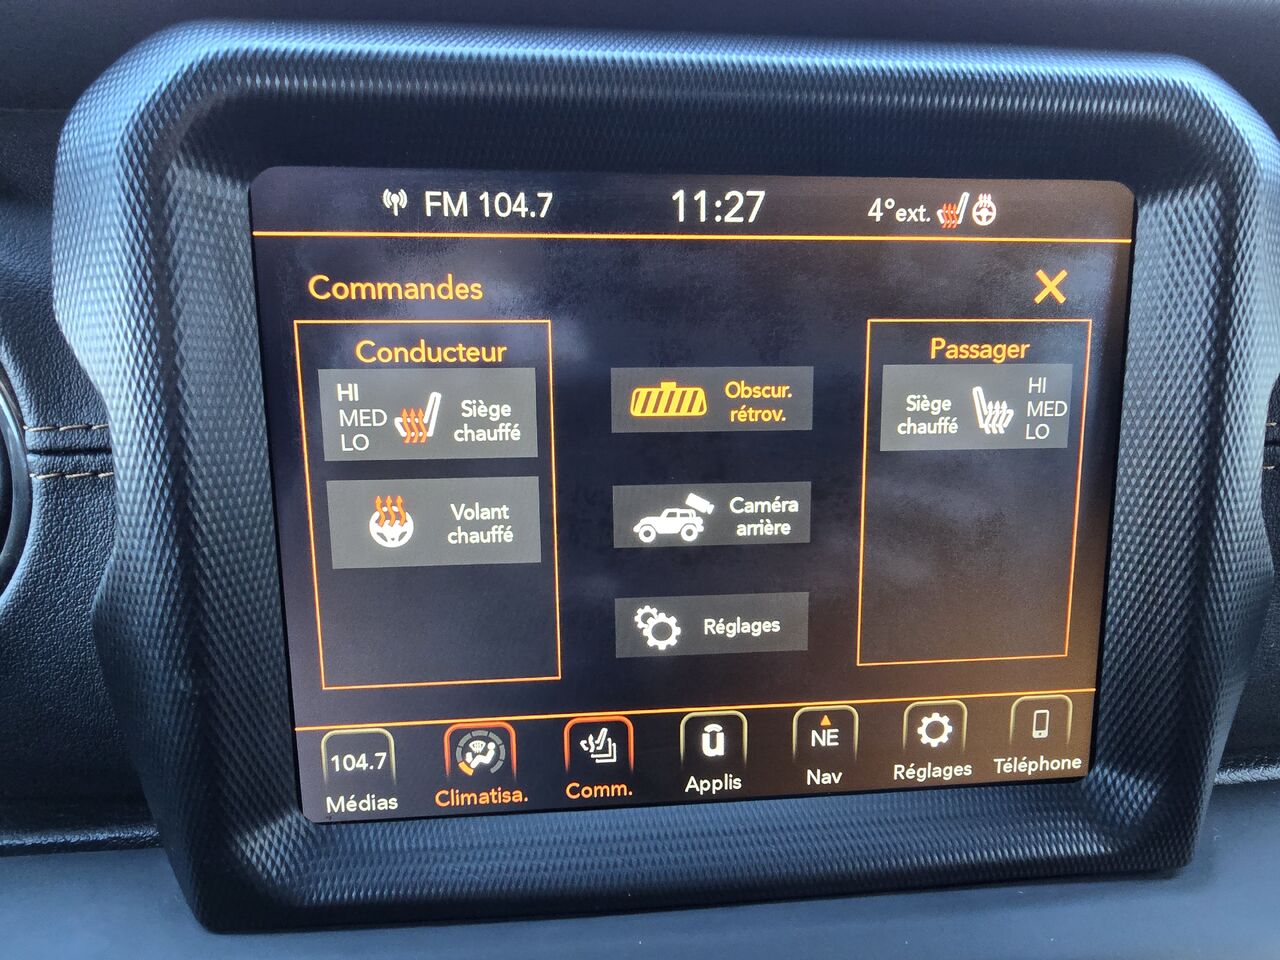 FM 104.7
11:27
4°ext.
Commandes
X
Conducteur
HI
MED
LO
Siège
chauffé
Volant
chauffé
Obscur.
rétrov.
Caméra
arrière
Réglages
Passager
Siège
chauffé
HI
MED
LO
104.7
Médias
Climatisa.
Comm.
û
Applis
NE
Nav
Réglages
Téléphone